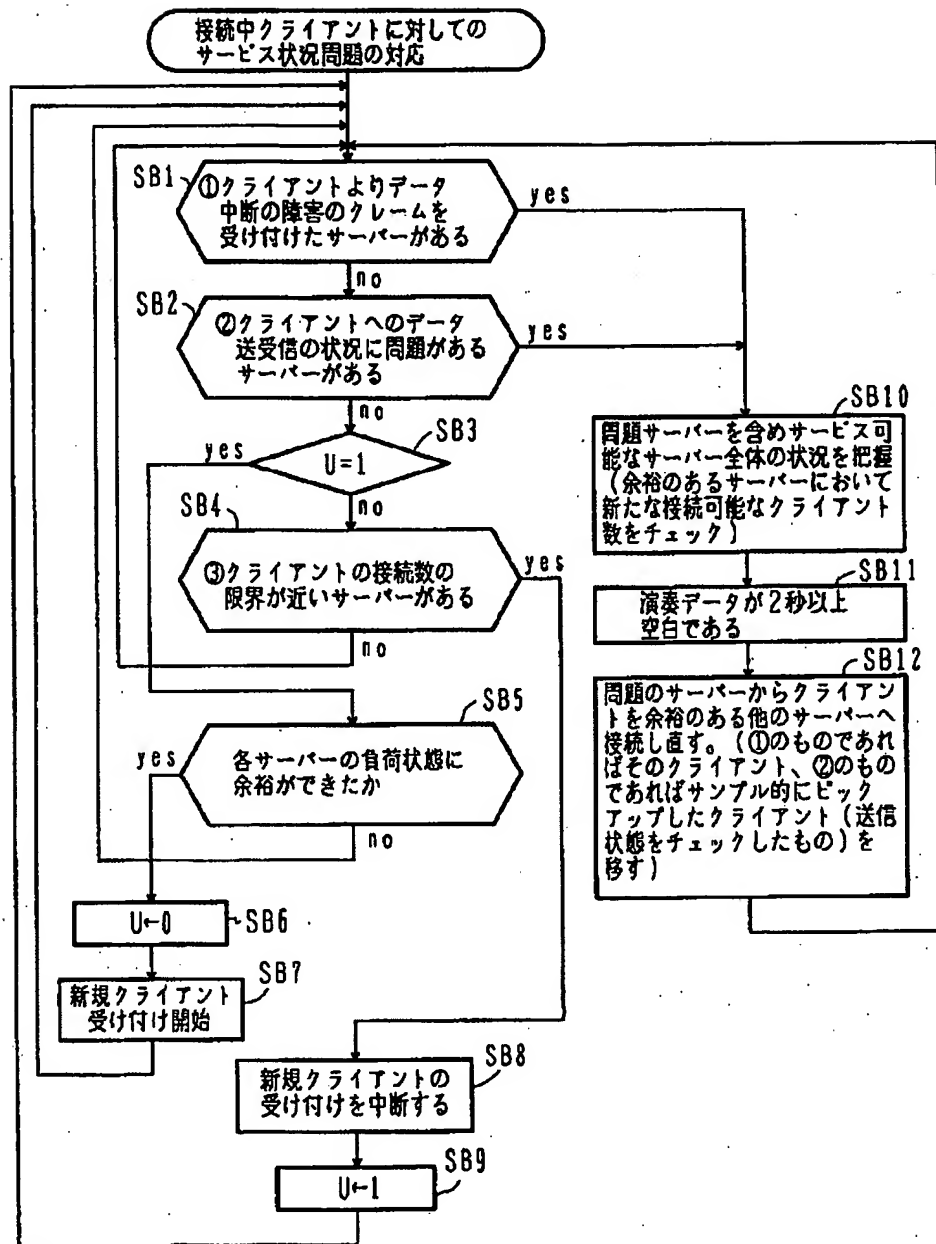 接続中クライアントに対しての
サービス状況問題の対応
SB1
①クライアントよりデータ
中断の障害のクレームを
受け付けたサーバーがある
yes
no
SB2
②クライアントへのデータ
送受信の状況に問題がある
サーバーがある
yes
no
SB3
U=1
yes
no
SB4
③クライアントの接続数の
限界が近いサーバーがある
yes
no
SB5
各サーバーの負荷状態に
余裕ができたか
yes
no
SB6
U←0
SB7
新規クライアント
受け付け開始
SB8
新規クライアントの
受け付けを中断する
SB9
U←1
SB10
問題サーバーを含めサービス可
能なサーバー全体の状況を把握
(余裕のあるサーバーにおいて
新たな接続可能なクライアント
数をチェック)
SB11
演奏データが2秒以上
空白である
SB12
問題のサーバーからクライアン
トを余裕のある他のサーバーへ
接続し直す。(①のものであれ
ばそのクライアント、②のもの
であればサンプル的にピック
アップしたクライアント(送信
状態をチェックしたもの)を
移す)